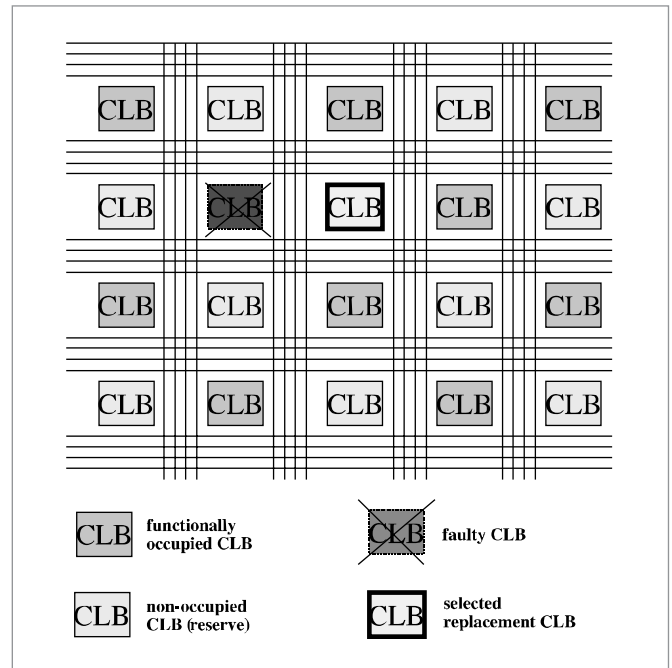 CLB CLB CLB CLB CLB
CLB CLB CLB CLB CLB
CLB CLB CLB CLB CLB
CLB CLB CLB CLB CLB
CLB functionally
occupied CLB
CLB faulty CLB
CLB non-occupied
CLB (reserve)
CLB selected
replacement CLB